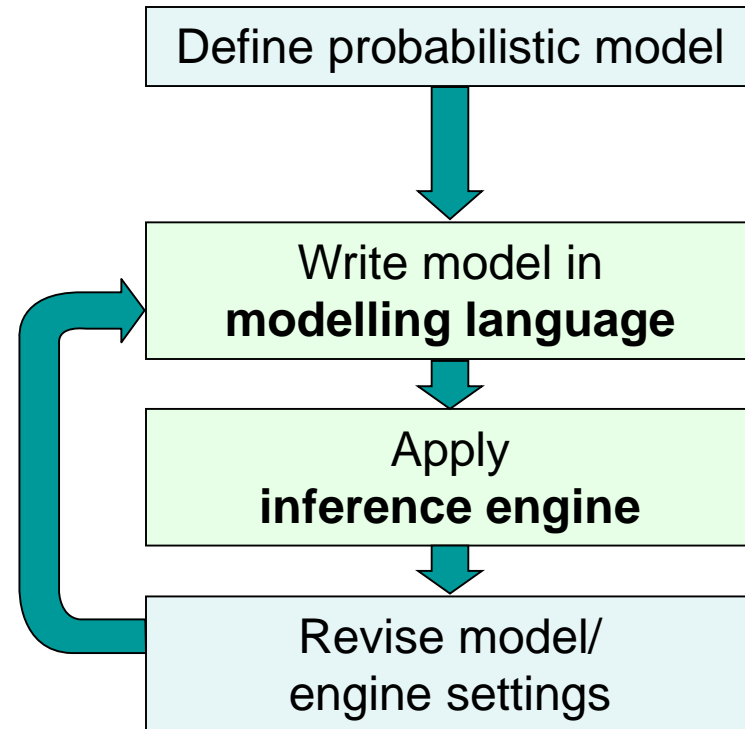 Define probabilistic model
Write model in
modelling language
Apply
inference engine
Revise model/
engine settings